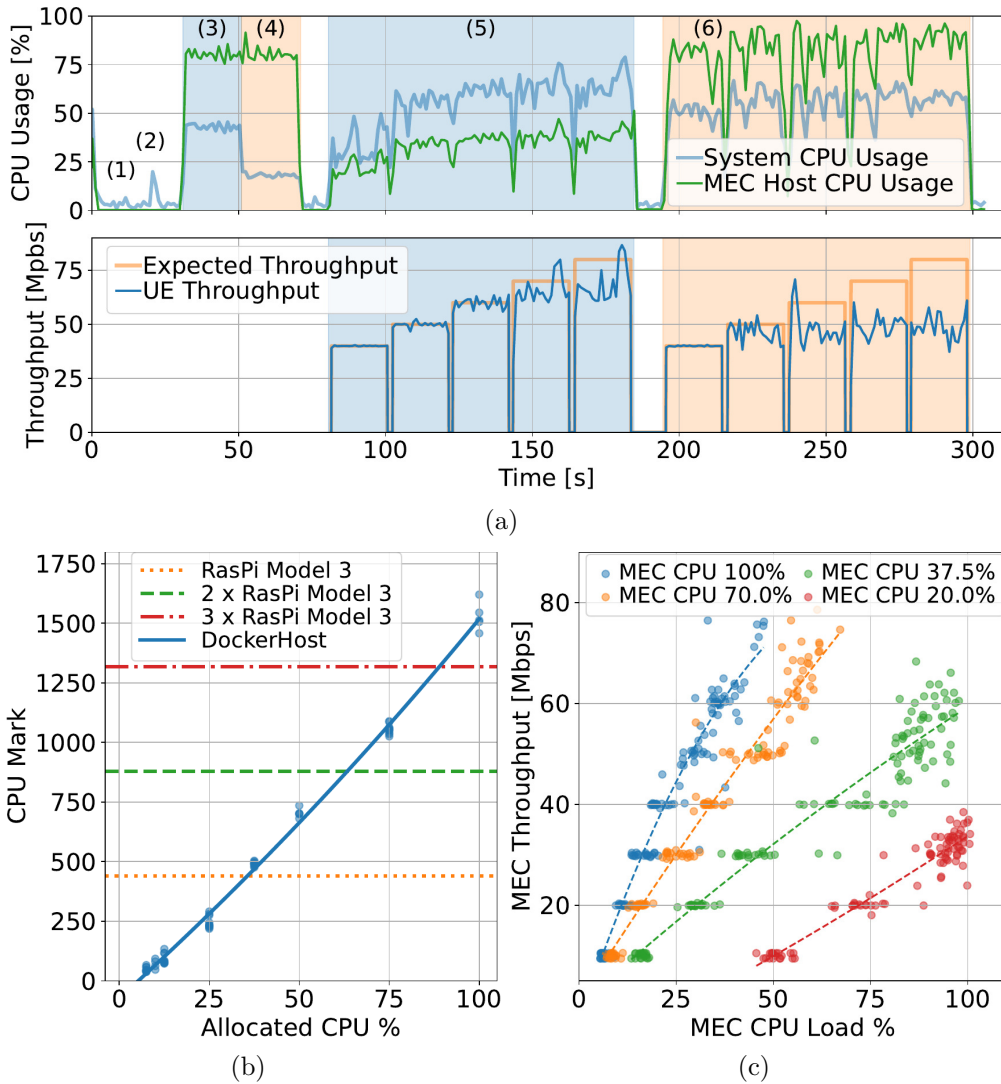 100
75
50
25
0
CPU Usage [%]
(1)
(2)
(3)
(4)
(5)
(6)
System CPU Usage
MEC Host CPU Usage
75
50
25
0
Throughput [Mpbs]
Expected Throughput
UE Throughput
0 50 100 150 200 250 300
Time [s]
(a)
1750
1500
1250
1000
750
500
250
0
CPU Mark
RasPi Model 3
2 x RasPi Model 3
3 x RasPi Model 3
DockerHost
0 25 50 75 100
Allocated CPU %
(b)
80
60
40
20
MEC Throughput [Mbps]
MEC CPU 100%
MEC CPU 70.0%
MEC CPU 37.5%
MEC CPU 20.0%
0 25 50 75 100
MEC CPU Load %
(c)